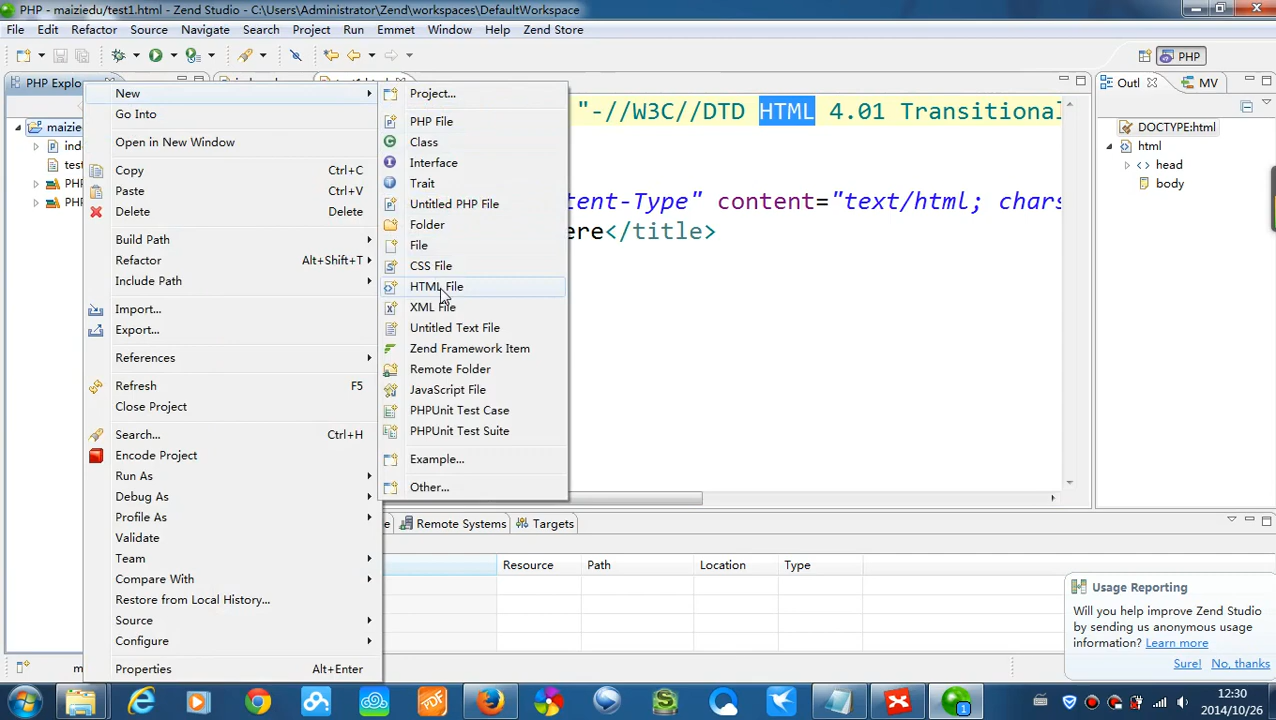 PHP - maiziedu/test1.html - Zend Studio - C:\Users\Administrator\Zend\workspaces\DefaultWorkspace
File Edit Refactor Source Navigate Search Project Run Emmet Window Help Zend Store
PHP
PHP Explo
Outl MV
New
Go Into
Open in New Window
Copy Ctrl+C
Paste Ctrl+V
Delete Delete
Build Path
Refactor Alt+Shift+T
Include Path
Import...
Export...
References
Refresh F5
Close Project
Search... Ctrl+H
Encode Project
Run As
Debug As
Profile As
Validate
Team
Compare With
Restore from Local History...
Source
Configure
Properties Alt+Enter
Project...
PHP File
Class
Interface
Trait
Untitled PHP File
Folder
File
CSS File
HTML File
XML File
Untitled Text File
Zend Framework Item
Remote Folder
JavaScript File
PHPUnit Test Case
PHPUnit Test Suite
Example...
Other...
maizie
ind
test
PH
PH
"-//W3C//DTD HTML 4.01 Transitional
tent-Type" content="text/html; chars
ere</title>
DOCTYPE:html
html
head
body
e Remote Systems Targets
Resource Path Location Type
Usage Reporting
Will you help improve Zend Studio
by sending us anonymous usage
information? Learn more
Sure! No, thanks
m
1
12:30
2014/10/26